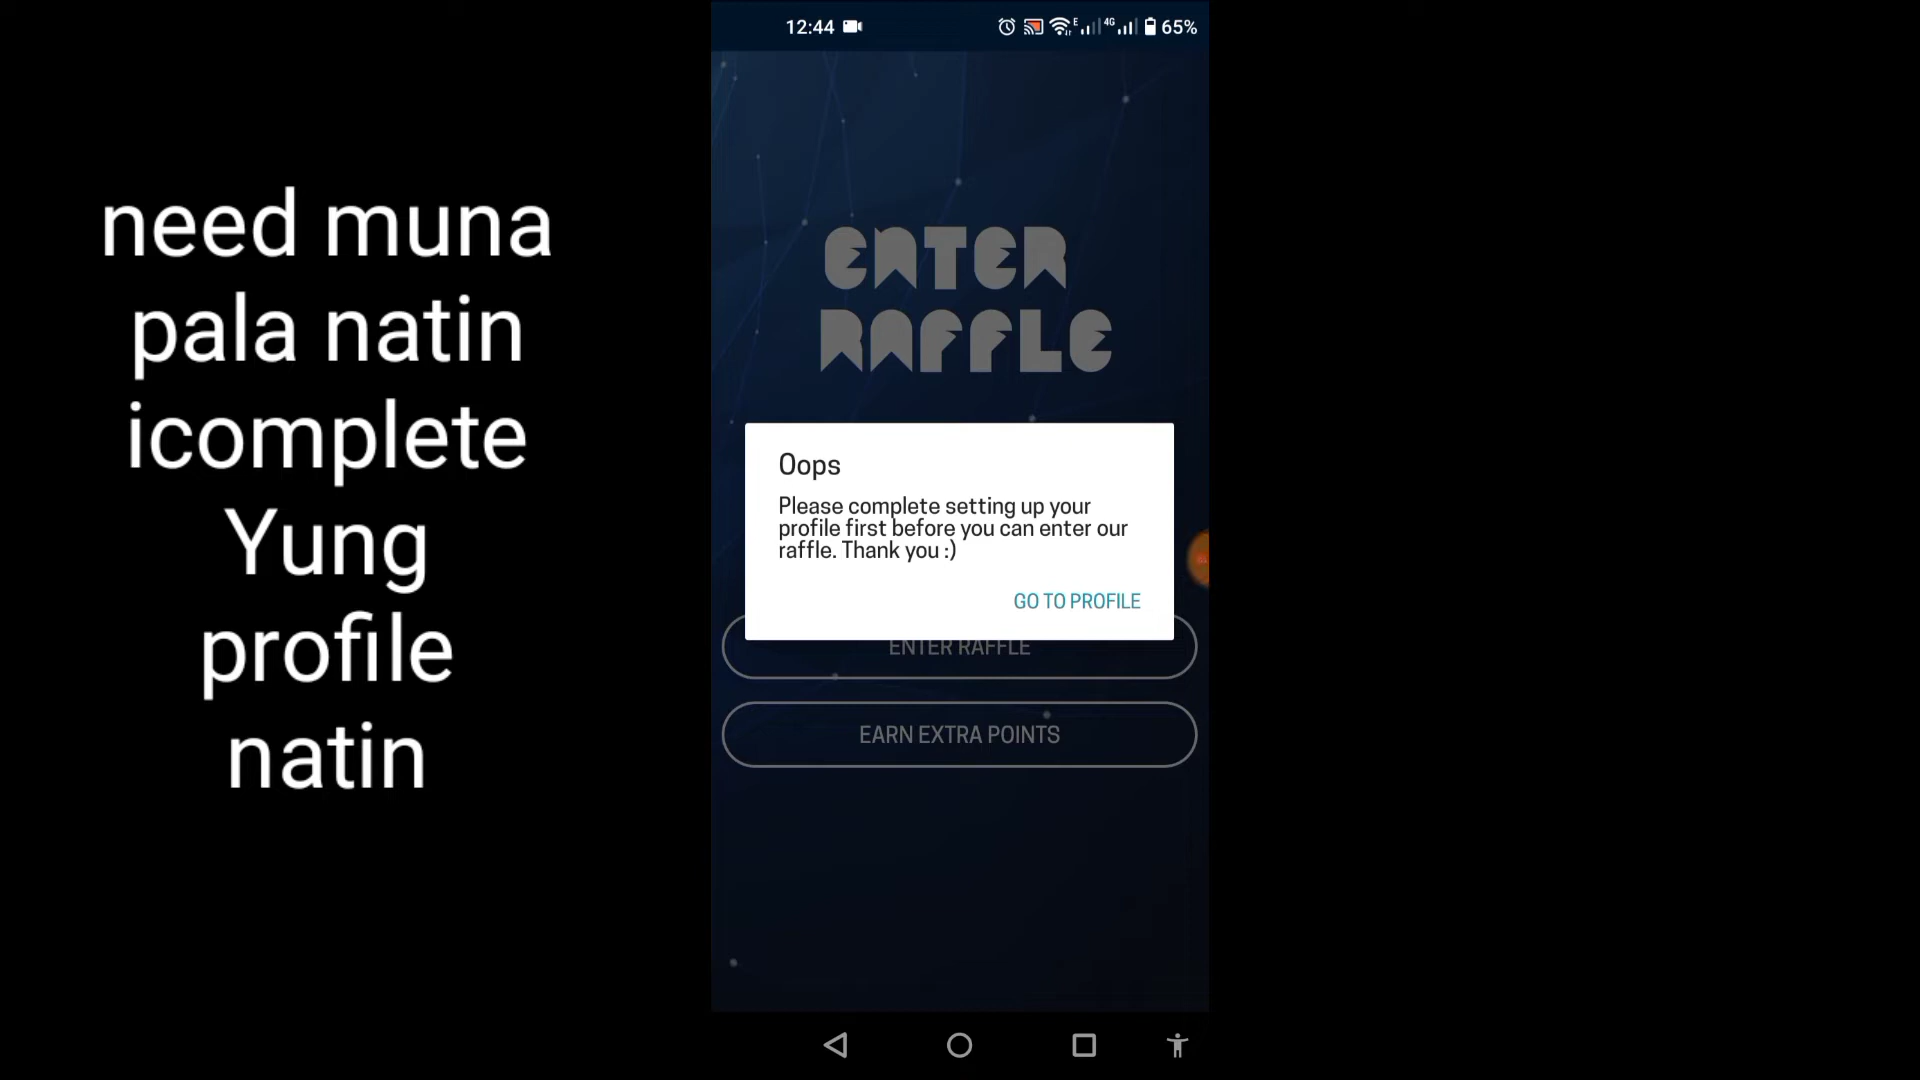 need muna
pala natin
icomplete
Yung
profile
natin
12:44
E
4G
65%
ENTER
RAFFLE
Oops
Please complete setting up your
profile first before you can enter our
raffle. Thank you :)
GO TO PROFILE
ENTER RAFFLE
EARN EXTRA POINTS